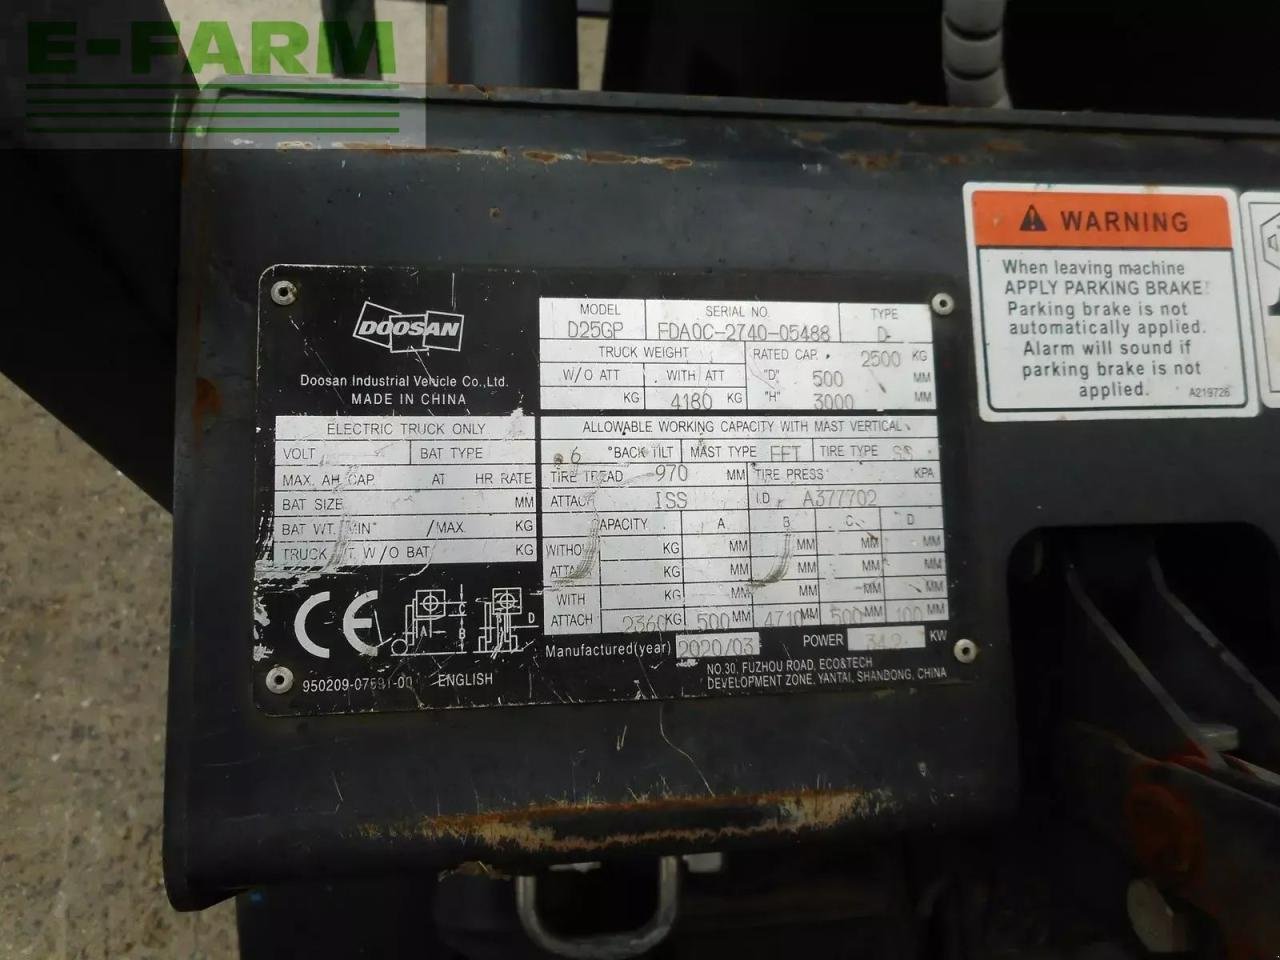 E-FARM
DOOSAN
Doosan Industrial Vehicle Co.,Ltd.
MADE IN CHINA
MODEL SERIAL NO. TYPE
D25GP FDA0C-2740-05488 D
TRUCK WEIGHT RATED CAP. 2500 KG
W/O ATT WITH ATT "D" 500 MM
KG 4180 KG "H" 3000 MM
ELECTRIC TRUCK ONLY
VOLT BAT TYPE
MAX. AH CAP. AT HR RATE
BAT SIZE MM
BAT WT. MIN /MAX. KG
TRUCK W/O BAT KG
ALLOWABLE WORKING CAPACITY WITH MAST VERTICAL
6 °BACK TILT MAST TYPE FFT TIRE TYPE SS
TIRE TREAD 970 MM TIRE PRESS KPA
ATTACH ISS I.D A377702
CAPACITY A B C D
WITHOUT KG MM MM MM MM
ATTACH KG MM MM MM MM
WITH KG MM MM MM MM
ATTACH 2360 KG 500 MM 4710 MM 500 MM 100 MM
CE
A B C D
Manufactured(year) 2020/03 POWER KW
950209- -00 ENGLISH
NO 30, FUZHOU ROAD, ECO&TECH
DEVELOPMENT ZONE, YANTAI, SHANDONG, CHINA
WARNING
When leaving machine
APPLY PARKING BRAKE!
Parking brake is not
automatically applied.
Alarm will sound if
parking brake is not
applied.
A219726